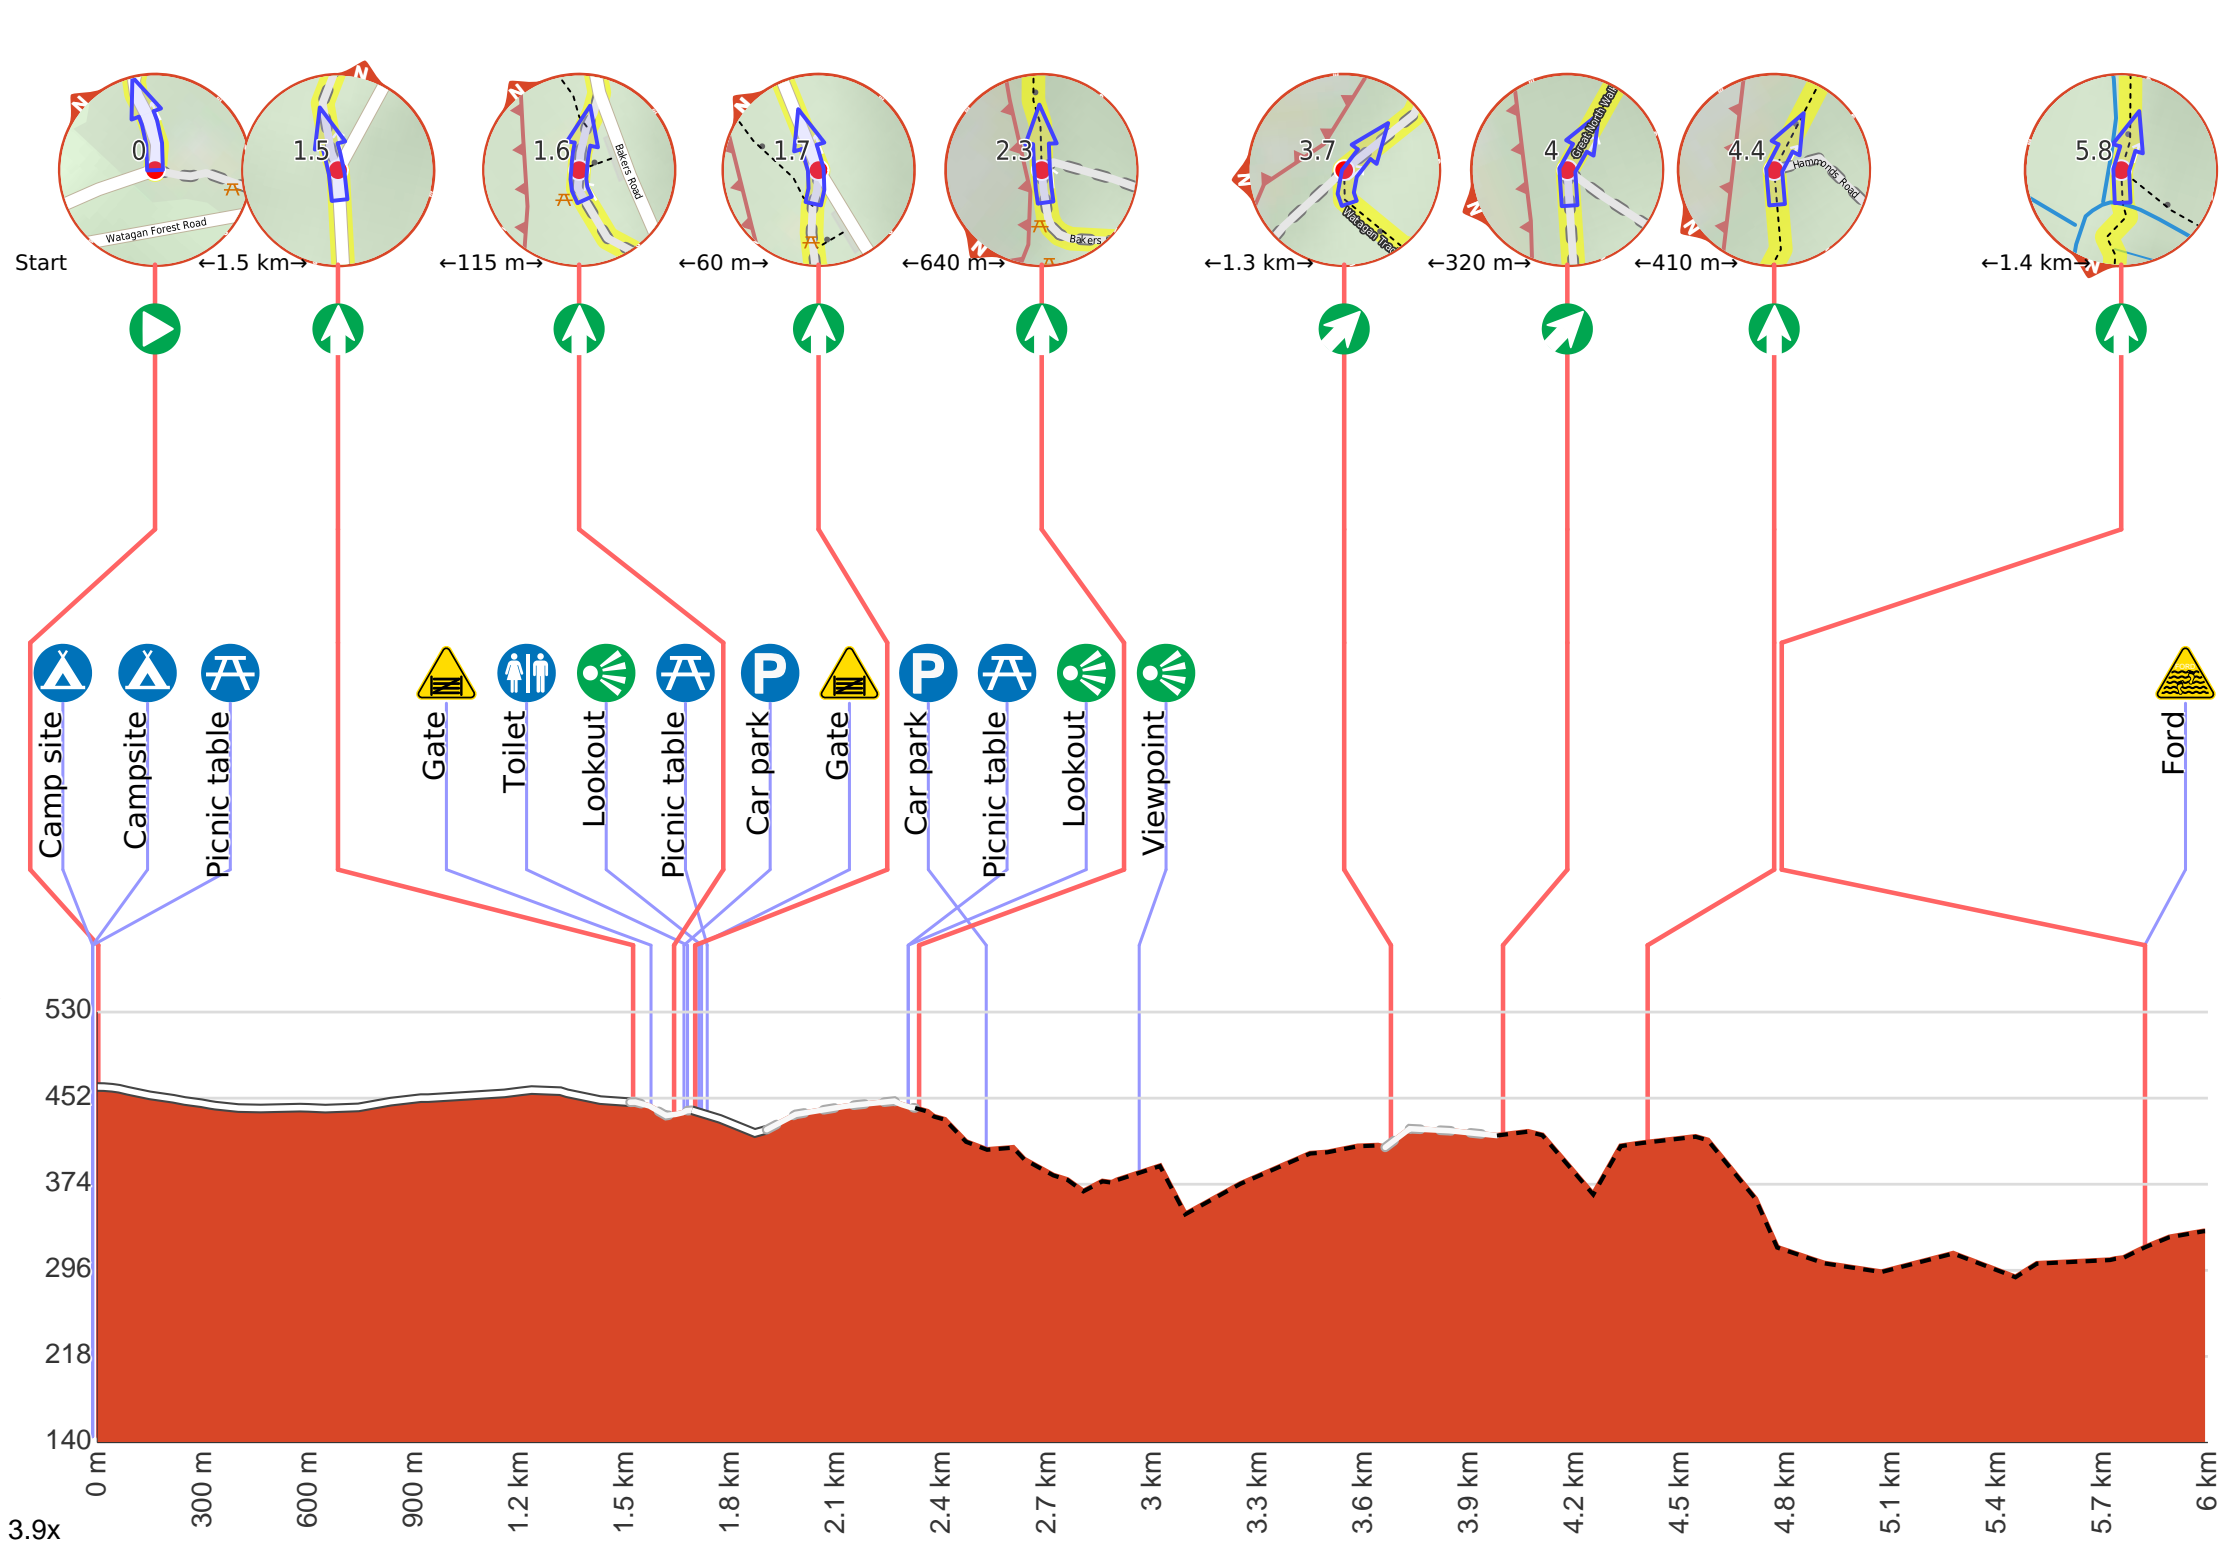 N
N
N
N
N
N
N
N
N
0
1.5
1.6
1.7
2.3
3.7
4
4.4
5.8
Watagan Forest Road
Bakers Road
Bakers
Watagan Trac
Great North Walk
Hammonds Road
Start
←1.5 km→
←115 m→
←60 m→
←640 m→
←1.3 km→
←320 m→
←410 m→
←1.4 km→
P
P
Camp site
Campsite
Picnic table
Gate
Toilet
Lookout
Picnic table
Car park
Gate
Car park
Picnic table
Lookout
Viewpoint
Ford
530
452
374
296
218
140
0 m
300 m
600 m
900 m
1.2 km
1.5 km
1.8 km
2.1 km
2.4 km
2.7 km
3 km
3.3 km
3.6 km
3.9 km
4.2 km
4.5 km
4.8 km
5.1 km
5.4 km
5.7 km
6 km
3.9x